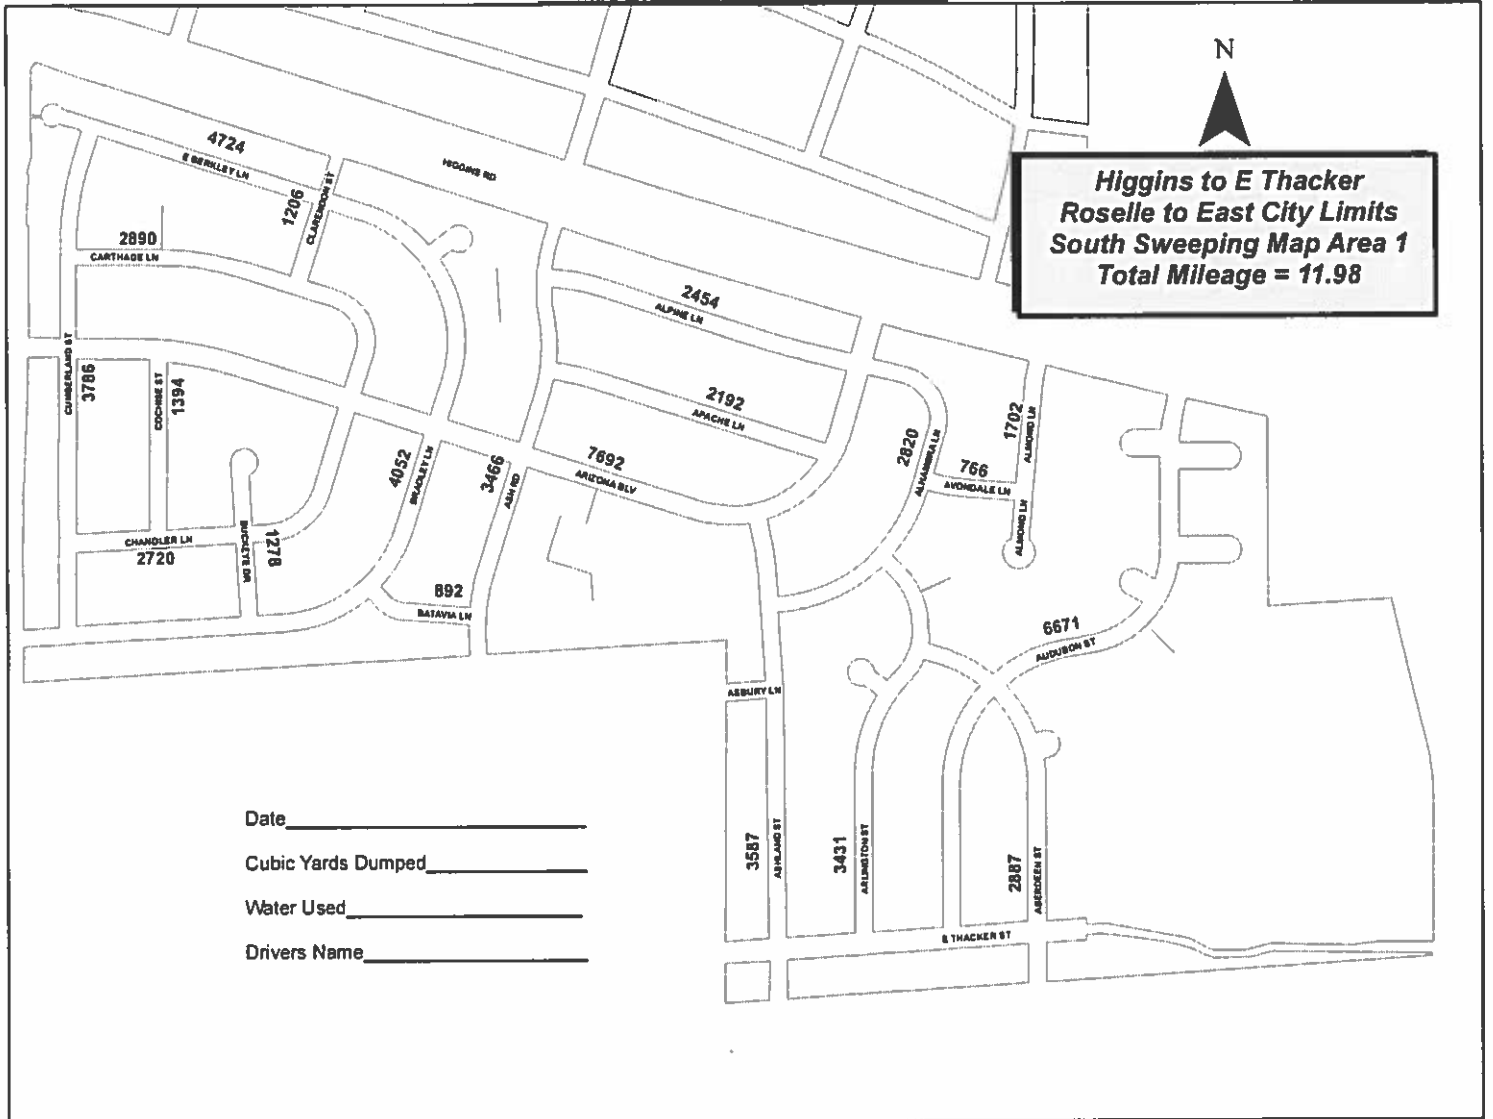 N
Higgins to E Thacker
Roselle to East City Limits
South Sweeping Map Area 1
Total Mileage = 11.98
4724
E BERKLEY LN
HIGGINS RD
1206
CLARENDON ST
2890
CARTHAGE LN
2454
ALPINE LN
CUMBERLAND ST
3786
COCHISE ST
1394
2192
APACHE LN
1702
ALMOND LN
2820
ALHAMBRA LN
766
AVONDALE LN
ALMOND LN
4052
BRADLEY LN
3466
ASH RD
7692
ARIZONA BLV
CHANDLER LN
2720
BUCKEYE DR
1278
892
BATAVIA LN
6671
AUDUBON ST
ASBURY LN
3587
ASHLAND ST
3431
ARLINGTON ST
2887
ABERDEEN ST
E THACKER ST
Date
Cubic Yards Dumped
Water Used
Drivers Name